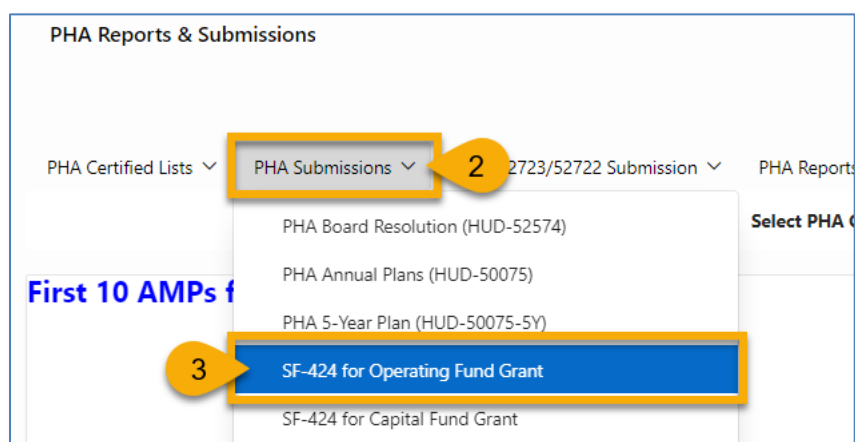 PHA Reports & Submissions
PHA Certified Lists PHA Submissions 2 2723/52722 Submission PHA Reports
PHA Board Resolution (HUD-52574) Select PHA
First 10 AMPs f PHA Annual Plans (HUD-50075)
PHA 5-Year Plan (HUD-50075-5Y)
3 SF-424 for Operating Fund Grant
SF-424 for Capital Fund Grant